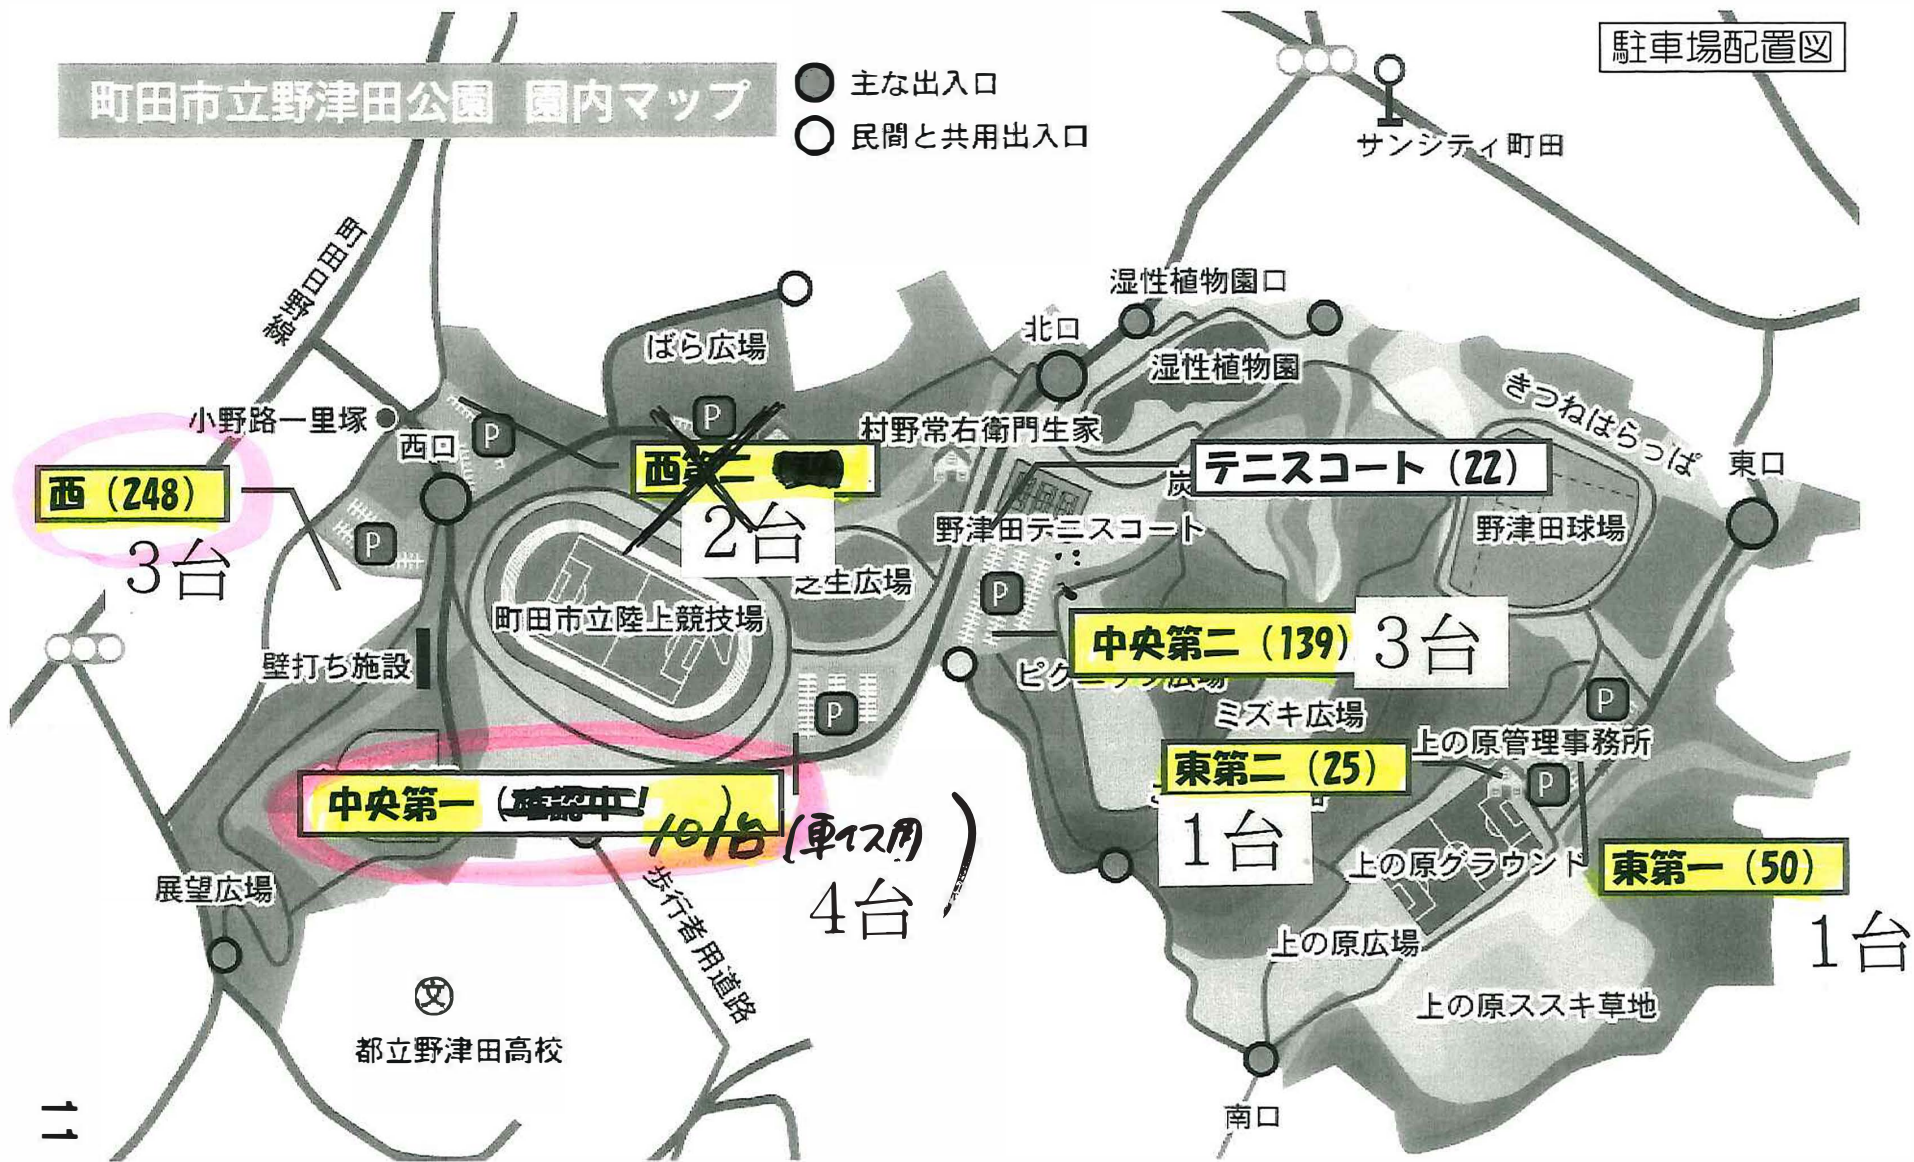 駐車場配置図
町田市立野津田公園 園内マップ
主な出入口
民間と共用出入口
サンシティ町田
町田日野線
湿性植物園口
北口
ばら広場
湿性植物園
きつねはらっぱ
小野路一里塚
西口
P
P
村野常右衛門生家
東口
西（248）
3台
西第二
2台
テニスコート（22）
炭
野津田テニスコート
野津田球場
P
芝生広場
P
町田市立陸上競技場
中央第二（139）
3台
壁打ち施設
ピクニック広場
P
ミズキ広場
P
上の原管理事務所
東第二（25）
P
1台
中央第一（
）
101台（車イス用
4台
）
上の原グラウンド
東第一（50）
1台
展望広場
歩行者用道路
上の原広場
文
都立野津田高校
上の原ススキ草地
南口
11